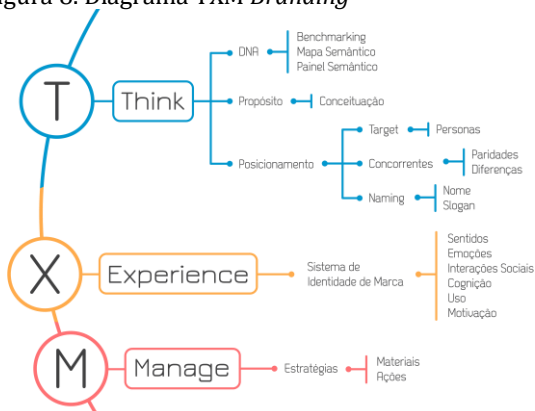 gura 8: Diagrama TXM Branding
T
Think
DNA
Benchmarking
Mapa Semântico
Painel Semântico
Propósito
Conceituação
Posicionamento
Target
Personas
Concorrentes
Paridades
Diferenças
Naming
Nome
Slogan
X
Experience
Sistema de
Identidade de Marca
Sentidos
Emoções
Interações Sociais
Cognição
Uso
Motivação
M
Manage
Estratégias
Materiais
Ações